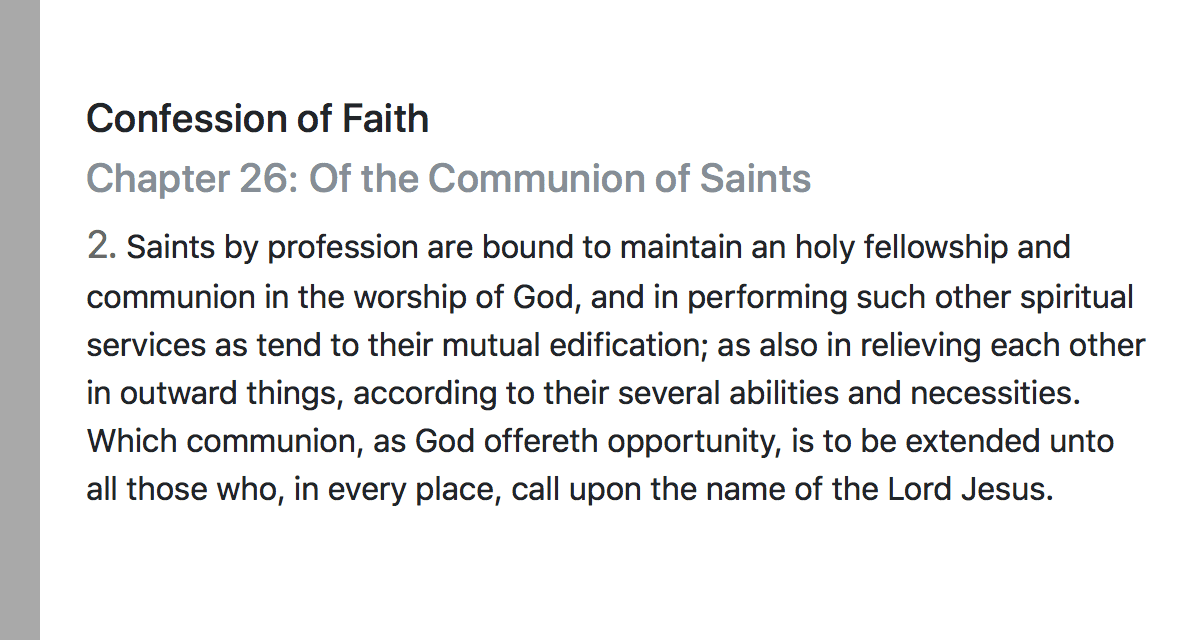 Confession of Faith
Chapter 26: Of the Communion of Saints
2. Saints by profession are bound to maintain an holy fellowship and
communion in the worship of God, and in performing such other spiritual
services as tend to their mutual edification; as also in relieving each other
in outward things, according to their several abilities and necessities.
Which communion, as God offereth opportunity, is to be extended unto
all those who, in every place, call upon the name of the Lord Jesus.